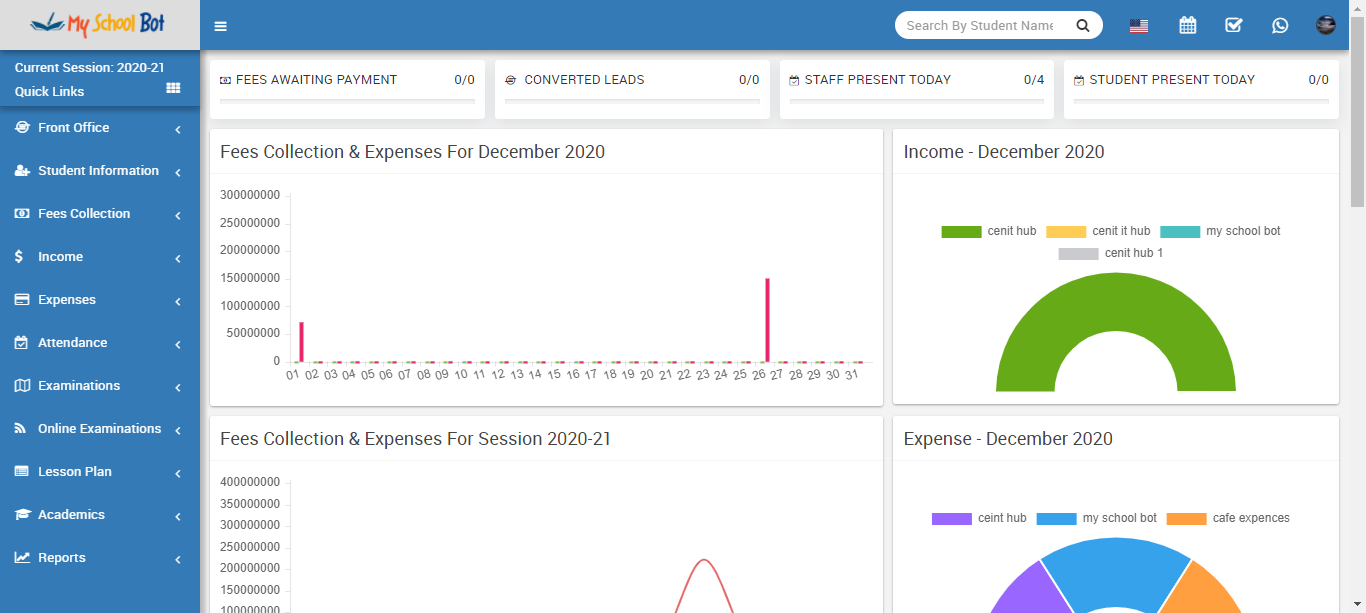 My School Bot
Search By Student Name
Current Session: 2020-21
Quick Links
Front Office
Student Information
Fees Collection
Income
Expenses
Attendance
Examinations
Online Examinations
Lesson Plan
Academics
Reports
FEES AWAITING PAYMENT 0/0
CONVERTED LEADS 0/0
STAFF PRESENT TODAY 0/4
STUDENT PRESENT TODAY 0/0
Fees Collection & Expenses For December 2020
300000000
250000000
200000000
150000000
100000000
50000000
0
01 02 03 04 05 06 07 08 09 10 11 12 13 14 15 16 17 18 19 20 21 22 23 24 25 26 27 28 29 30 31
Income - December 2020
cenit hub cenit it hub my school bot
cenit hub 1
Fees Collection & Expenses For Session 2020-21
400000000
350000000
300000000
250000000
200000000
150000000
100000000
Expense - December 2020
ceint hub my school bot cafe expences